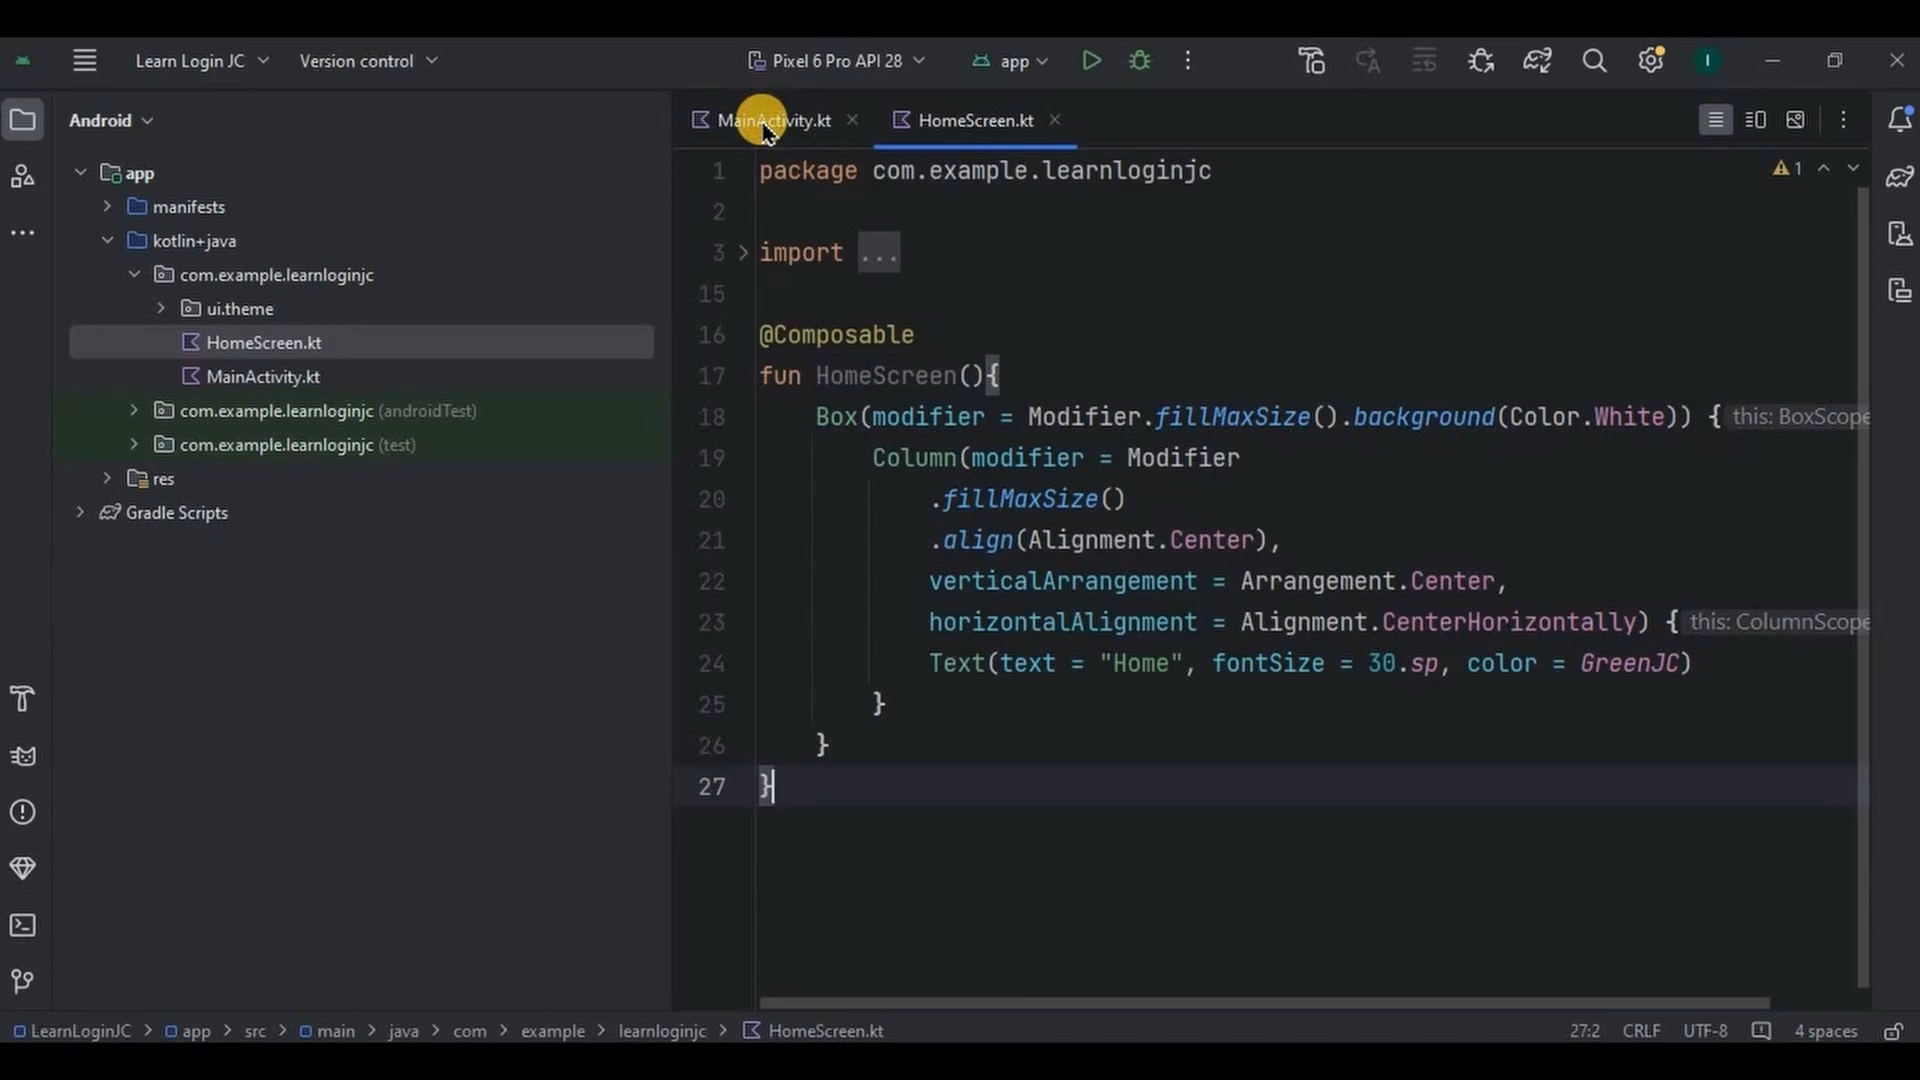 Learn Login JC
Version control
Pixel 6 Pro API 28
app
I
Android
MainActivity.kt
HomeScreen.kt
app
manifests
kotlin+java
com.example.learnloginjc
ui.theme
HomeScreen.kt
MainActivity.kt
com.example.learnloginjc (androidTest)
com.example.learnloginjc (test)
res
Gradle Scripts
1 package com.example.learnloginjc
1
2
3 import ...
15
16 @Composable
17 fun HomeScreen(){
18 Box(modifier = Modifier.fillMaxSize().background(Color.White)) { this: BoxScope
19 Column(modifier = Modifier
20 .fillMaxSize()
21 .align(Alignment.Center),
22 verticalArrangement = Arrangement.Center,
23 horizontalAlignment = Alignment.CenterHorizontally) { this: ColumnScope
24 Text(text = "Home", fontSize = 30.sp, color = GreenJC)
25 }
26 }
27 }
LearnLoginJC > app > src > main > java > com > example > learnloginjc > HomeScreen.kt
27:2 CRLF UTF-8 4 spaces